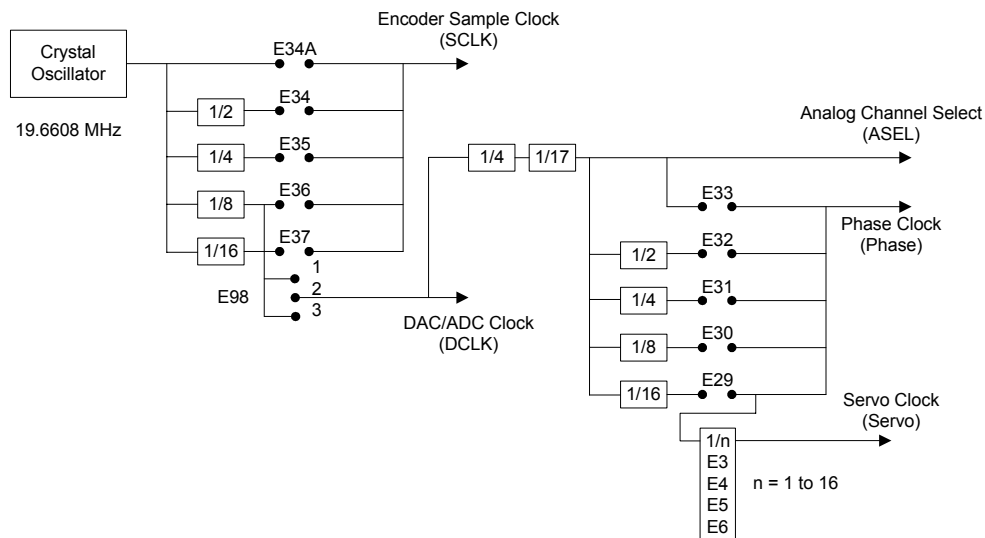 Crystal
Oscillator
19.6608 MHz
Encoder Sample Clock
(SCLK)
E34A
1/2
E34
1/4
E35
1/8
E36
1/16
E37
E98
1
2
3
DAC/ADC Clock
(DCLK)
1/4
1/17
Analog Channel Select
(ASEL)
E33
Phase Clock
(Phase)
1/2
E32
1/4
E31
1/8
E30
1/16
E29
Servo Clock
(Servo)
1/n
E3
E4
E5
E6
n = 1 to 16